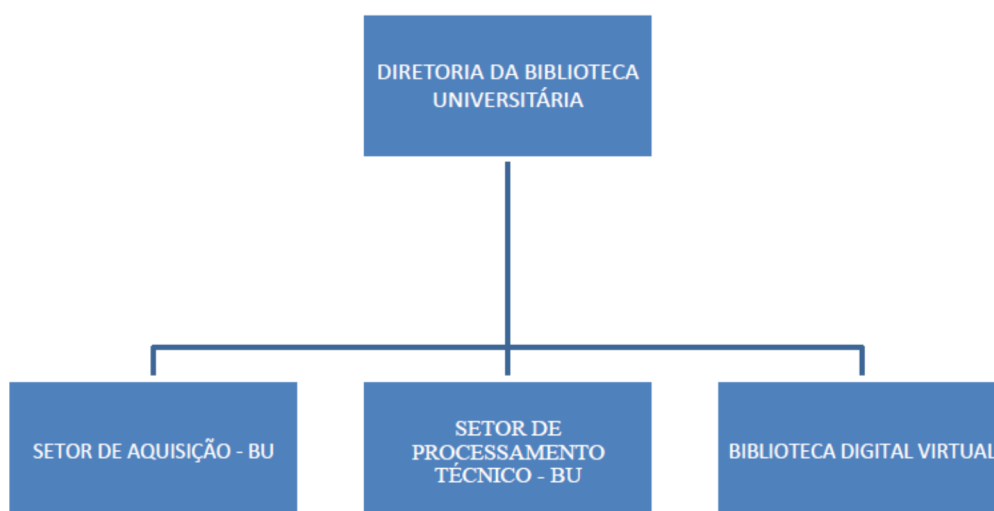 DIRETORIA DA BIBLIOTECA
UNIVERSITÁRIA
SETOR DE AQUISIÇÃO - BU
SETOR DE
PROCESSAMENTO
TÉCNICO - BU
BIBLIOTECA DIGITAL VIRTUAL